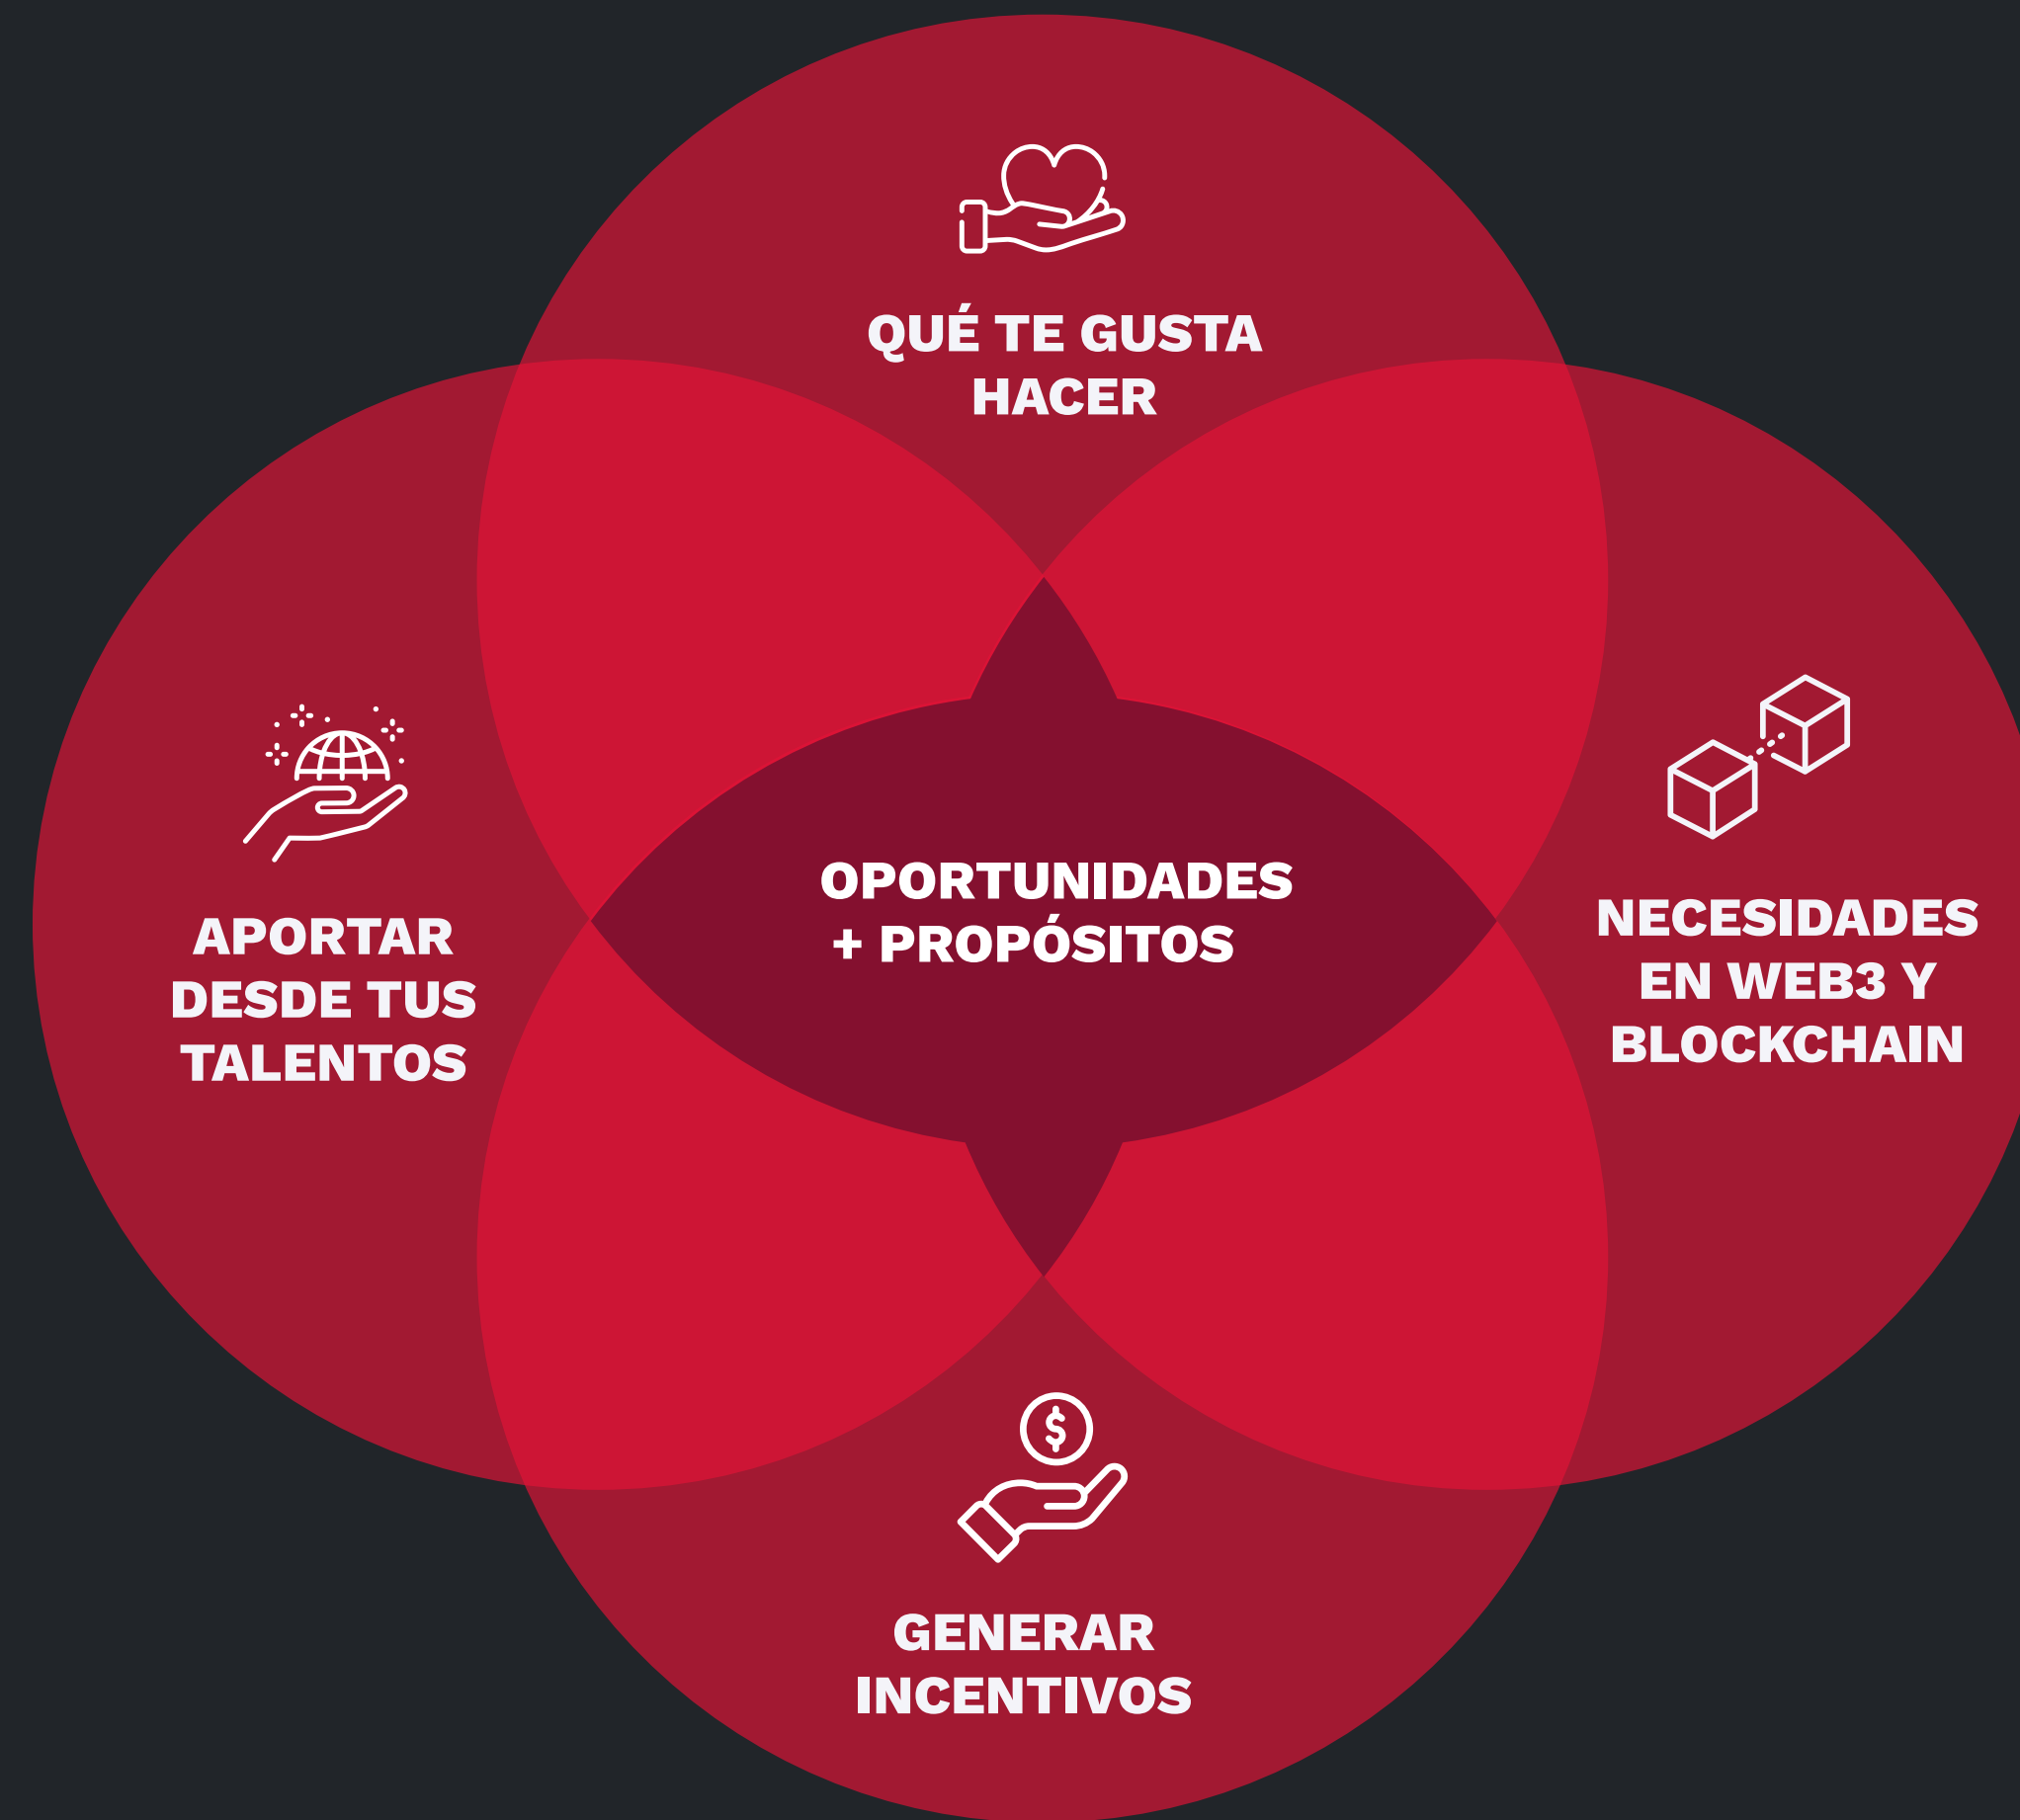 QUÉ TE GUSTA
HACER
APORTAR
DESDE TUS
TALENTOS
OPORTUNIDADES
+ PROPÓSITOS
NECESIDADES
EN WEB3 Y
BLOCKCHAIN
$
GENERAR
INCENTIVOS